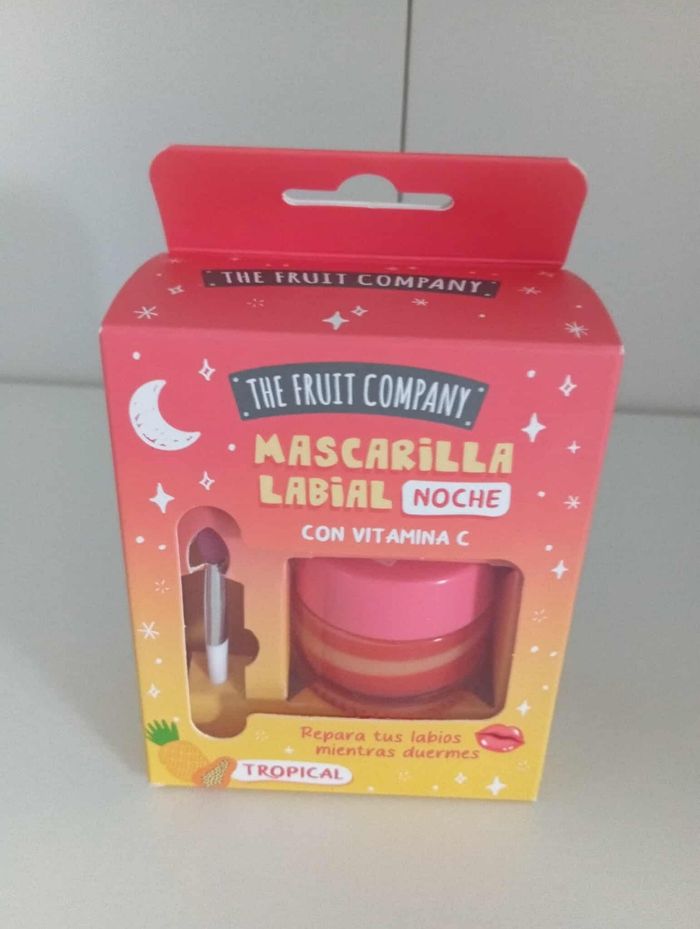 THE FRUIT COMPANY
THE FRUIT COMPANY
MASCARiLLA
LABiAL NOCHE
CON VITAMINA C
Repara tus labios
mientras duermes
TROPICAL